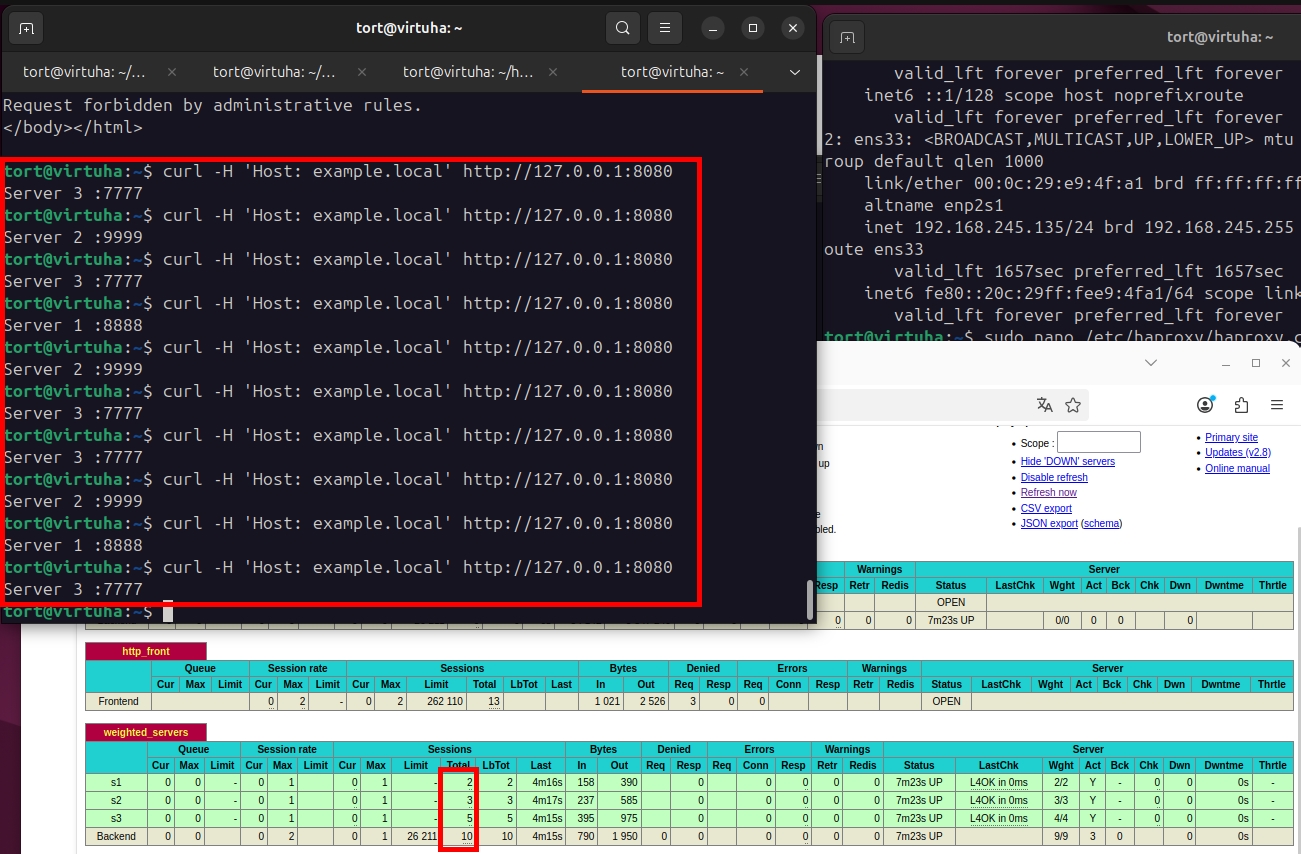 tort@virtuha: ~
tort@virtuha: ~/...
tort@virtuha: ~/...
tort@virtuha: ~/h...
tort@virtuha: ~
Request forbidden by administrative rules.
</body></html>
tort@virtuha:~$ curl -H 'Host: example.local' http://127.0.0.1:8080
Server 3 :7777
tort@virtuha:~$ curl -H 'Host: example.local' http://127.0.0.1:8080
Server 2 :9999
tort@virtuha:~$ curl -H 'Host: example.local' http://127.0.0.1:8080
Server 3 :7777
tort@virtuha:~$ curl -H 'Host: example.local' http://127.0.0.1:8080
Server 1 :8888
tort@virtuha:~$ curl -H 'Host: example.local' http://127.0.0.1:8080
Server 2 :9999
tort@virtuha:~$ curl -H 'Host: example.local' http://127.0.0.1:8080
Server 3 :7777
tort@virtuha:~$ curl -H 'Host: example.local' http://127.0.0.1:8080
Server 3 :7777
tort@virtuha:~$ curl -H 'Host: example.local' http://127.0.0.1:8080
Server 2 :9999
tort@virtuha:~$ curl -H 'Host: example.local' http://127.0.0.1:8080
Server 1 :8888
tort@virtuha:~$ curl -H 'Host: example.local' http://127.0.0.1:8080
Server 3 :7777
tort@virtuha:~$
tort@virtuha: ~
valid_lft forever preferred_lft forever
inet6 ::1/128 scope host noprefixroute
valid_lft forever preferred_lft forever
2: ens33: <BROADCAST,MULTICAST,UP,LOWER_UP> mtu
roup default qlen 1000
link/ether 00:0c:29:e9:4f:a1 brd ff:ff:ff:ff
altname enp2s1
inet 192.168.245.135/24 brd 192.168.245.255
oute ens33
valid_lft 1657sec preferred_lft 1657sec
inet6 fe80::20c:29ff:fee9:4fa1/64 scope link
valid_lft forever preferred_lft forever
tort@virtuha:~$ sudo nano /etc/haproxy/haproxy.c
up
Scope :
Hide 'DOWN' servers
Disable refresh
Refresh now
CSV export
JSON export (schema)
Primary site
Updates (v2.8)
Online manual
Warnings Server
Resp Retr Redis Status LastChk Wght Act Bck Chk Dwn Dwntme Thrtle
OPEN
0 0 0 7m23s UP 0/0 0 0 0
http_front
Queue Session rate Sessions Bytes Denied Errors Warnings Server
Cur Max Limit Cur Max Limit Cur Max Limit Total LbTot Last In Out Req Resp Req Conn Resp Retr Redis Status LastChk Wght Act Bck Chk Dwn Dwntme Thrtle
Frontend 0 2 - 0 2 262 110 13 1 021 2 526 3 0 0 OPEN
weighted_servers
Queue Session rate Sessions Bytes Denied Errors Warnings Server
Cur Max Limit Cur Max Limit Cur Max Limit Total LbTot Last In Out Req Resp Req Conn Resp Retr Redis Status LastChk Wght Act Bck Chk Dwn Dwntme Thrtle
s1 0 0 - 0 1 0 1 - 2 2 4m16s 158 390 0 0 0 0 0 7m23s UP L4OK in 0ms 2/2 Y - 0 0 0s -
s2 0 0 - 0 1 0 1 - 3 3 4m17s 237 585 0 0 0 0 0 7m23s UP L4OK in 0ms 3/3 Y - 0 0 0s -
s3 0 0 - 0 1 0 1 - 5 5 4m15s 395 975 0 0 0 0 0 7m23s UP L4OK in 0ms 4/4 Y - 0 0 0s -
Backend 0 0 0 2 0 1 26 211 10 10 4m15s 790 1 950 0 0 0 0 0 0 7m23s UP 9/9 3 0 0 0s